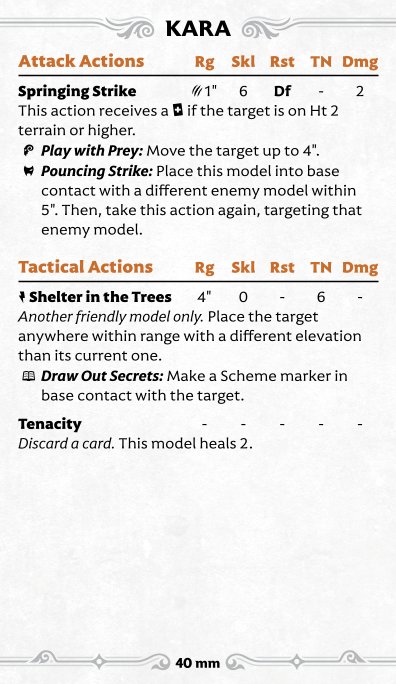 KARA
Attack Actions Rg Skl Rst TN Dmg
Springing Strike 1" 6 Df - 2
This action receives a if the target is on Ht 2
terrain or higher.
Play with Prey: Move the target up to 4".
Pouncing Strike: Place this model into base
contact with a different enemy model within
5". Then, take this action again, targeting that
enemy model.
Tactical Actions Rg Skl Rst TN Dmg
Shelter in the Trees 4" 0 - 6 -
Another friendly model only. Place the target
anywhere within range with a different elevation
than its current one.
Draw Out Secrets: Make a Scheme marker in
base contact with the target.
Tenacity - - - - -
Discard a card. This model heals 2.
40 mm